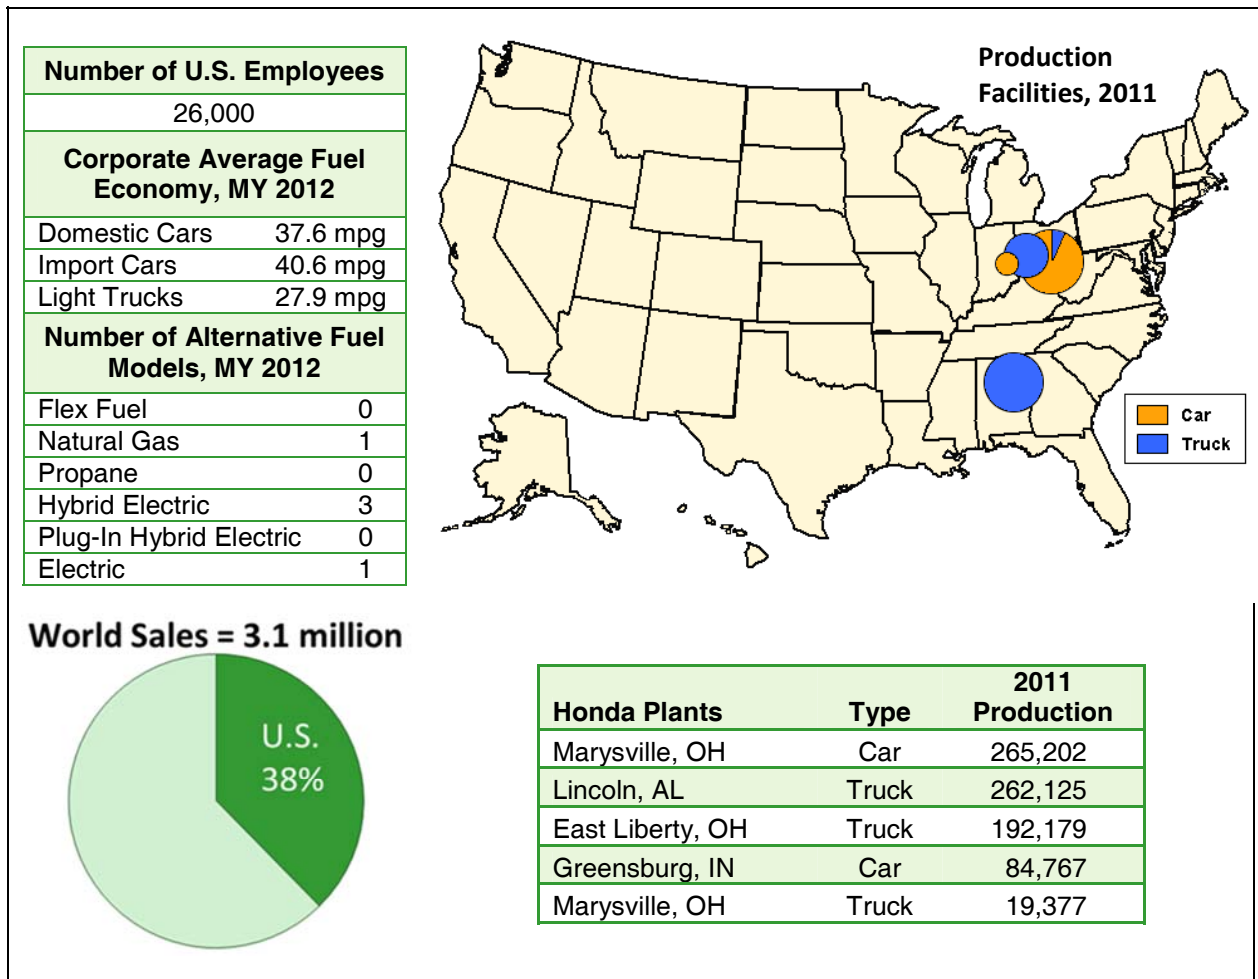 Number of U.S. Employees
26,000
Corporate Average Fuel
Economy, MY 2012
Domestic Cars 37.6 mpg
Import Cars 40.6 mpg
Light Trucks 27.9 mpg
Number of Alternative Fuel
Models, MY 2012
Flex Fuel 0
Natural Gas 1
Propane 0
Hybrid Electric 3
Plug-In Hybrid Electric 0
Electric 1
Production
Facilities, 2011
Car
Truck
World Sales = 3.1 million
U.S.
38%
2011
Honda Plants Type Production
Marysville, OH Car 265,202
Lincoln, AL Truck 262,125
East Liberty, OH Truck 192,179
Greensburg, IN Car 84,767
Marysville, OH Truck 19,377